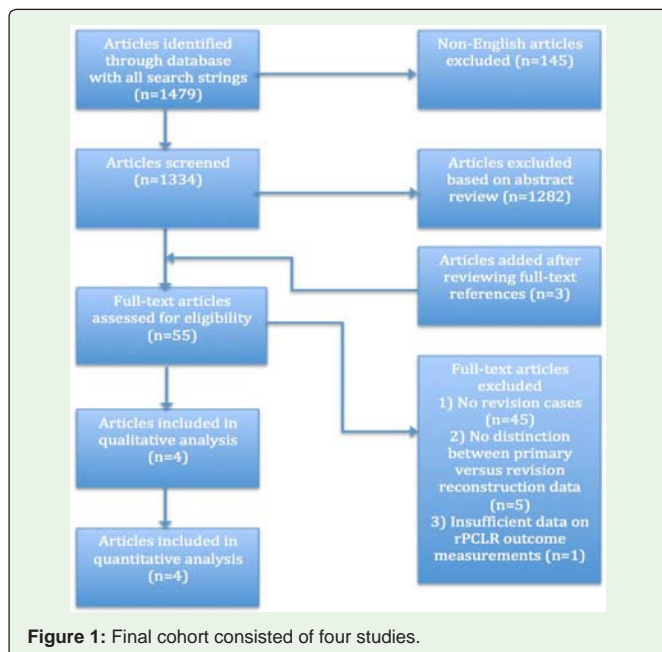 Articles identified
through database
with all search strings
(n=1479)
Non-English articles
excluded (n=145)
Articles screened
(n=1334)
Articles excluded
based on abstract
review (n=1282)
Articles added after
reviewing full-text
references (n=3)
Full-text articles
assessed for eligibility
(n=55)
Full-text articles
excluded
1) No revision cases
(n=45)
2) No distinction
between primary
versus revision
reconstruction data
(n=5)
3) Insufficient data on
rPCLR outcome
measurements (n=1)
Articles included in
qualitative analysis
(n=4)
Articles included in
quantitative analysis
(n=4)
Figure 1: Final cohort consisted of four studies.